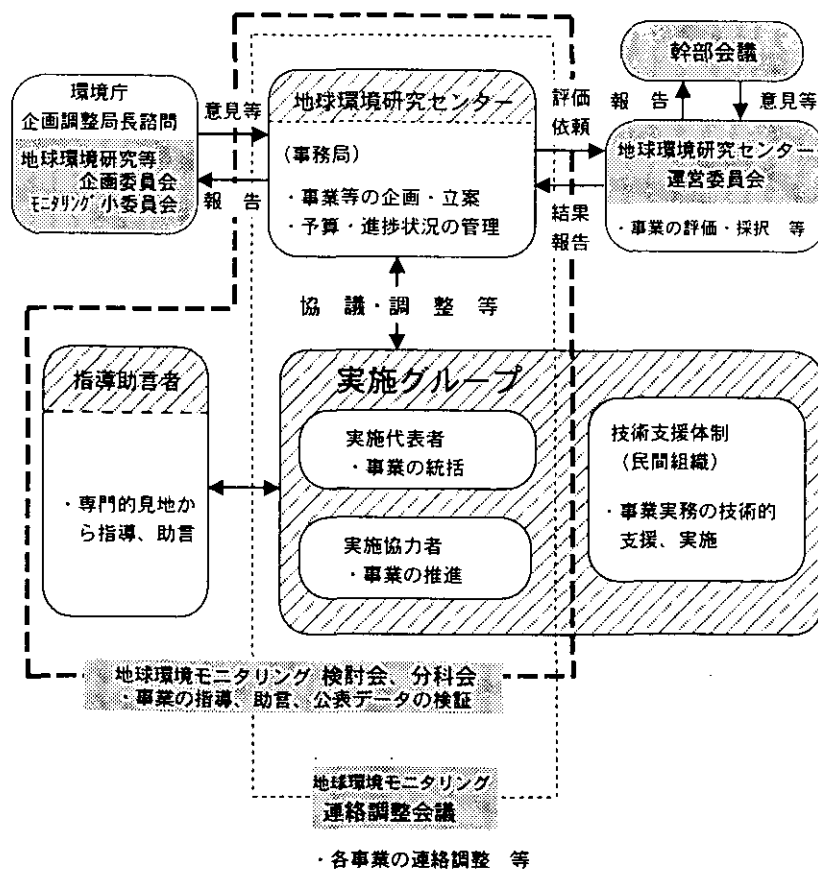 環境庁
企画調整局長諮問
地球環境研究等
企画委員会
モニタリング小委員会
意見等
報告
地球環境研究センター
(事務局)
・事業等の企画・立案
・予算・進捗状況の管理
評価
依頼
結果
報告
幹部会議
報告
意見等
地球環境研究センター
運営委員会
・事業の評価・採択 等
協議・調整等
指導助言者
・専門的見地か
ら指導、助言
実施グループ
実施代表者
・事業の統括
実施協力者
・事業の推進
技術支援体制
(民間組織)
・事業実務の技術的
支援、実施
地球環境モニタリング 検討会、分科会
・事業の指導、助言、公表データの検証
地球環境モニタリング
連絡調整会議
・各事業の連絡調整 等